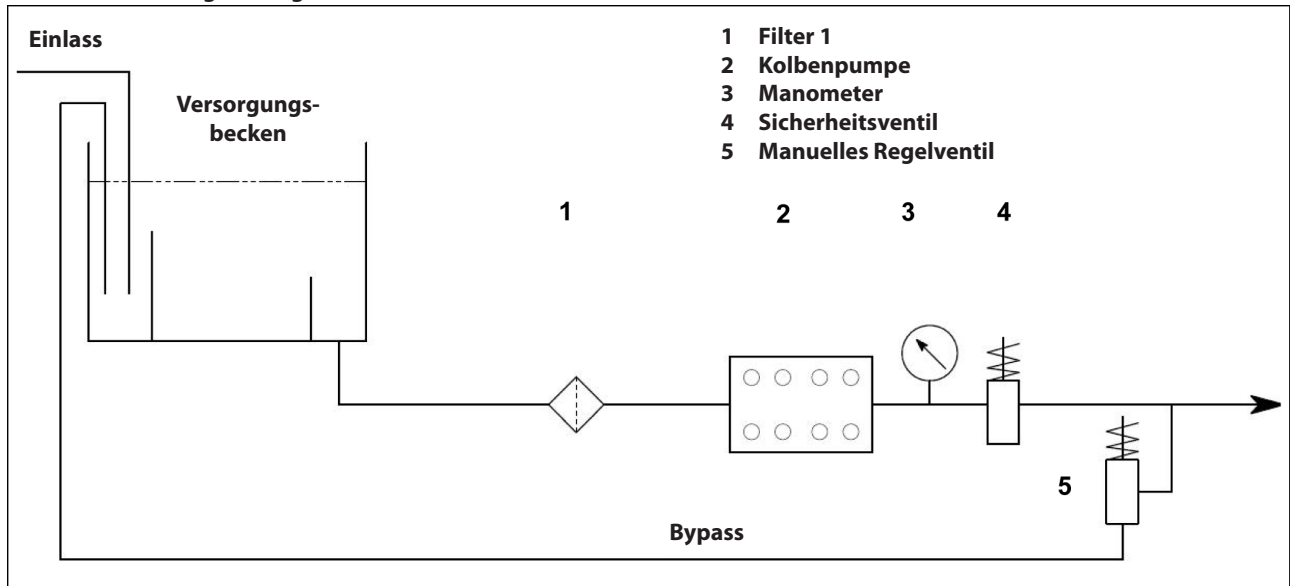 Einlass
Versorgungs-
becken
1 Filter 1
2 Kolbenpumpe
3 Manometer
4 Sicherheitsventil
5 Manuelles Regelventil
1 2 3 4
5
Bypass